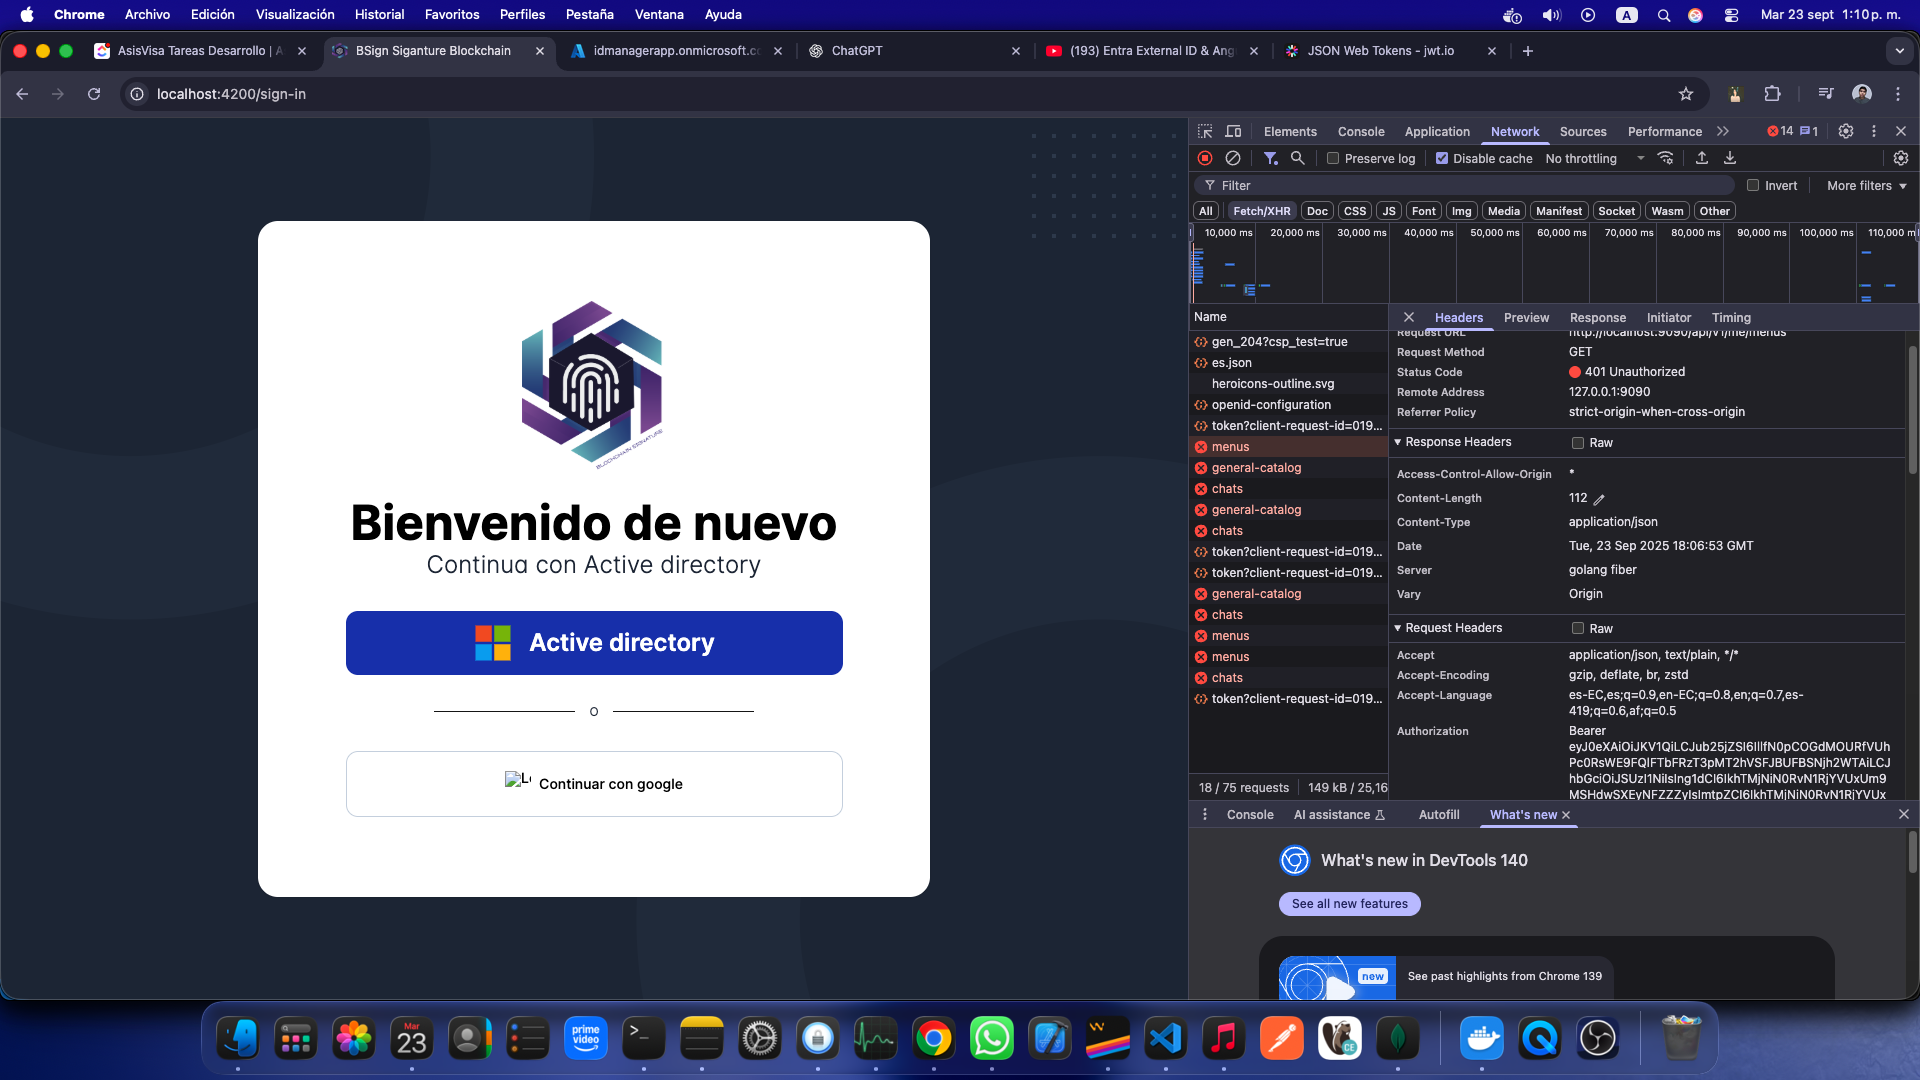 Chrome Archivo Edición Visualización Historial Favoritos Perfiles Pestaña Ventana Ayuda
A
Mar 23 sept 1:10 p. m.
AsisVisa Tareas Desarrollo |
BSign Siganture Blockchain
idmanagerapp.onmicrosoft.c
ChatGPT
(193) Entra External ID & Ang
JSON Web Tokens - jwt.io
localhost:4200/sign-in
BLOCKCHAIN SIGNATURE
Bienvenido de nuevo
Continua con Active directory
Active directory
o
Continuar con google
Elements Console Application Network Sources Performance
14 1
Preserve log Disable cache No throttling
Filter
Invert More filters
All Fetch/XHR Doc CSS JS Font Img Media Manifest Socket Wasm Other
10,000 ms 20,000 ms 30,000 ms 40,000 ms 50,000 ms 60,000 ms 70,000 ms 80,000 ms 90,000 ms 100,000 ms 110,000 m
Name
gen_204?csp_test=true
es.json
heroicons-outline.svg
openid-configuration
token?client-request-id=019...
menus
general-catalog
chats
general-catalog
chats
token?client-request-id=019...
token?client-request-id=019...
general-catalog
chats
menus
menus
chats
token?client-request-id=019...
18 / 75 requests 149 kB / 25,16
Headers Preview Response Initiator Timing
Request URL http://localhost:9090/api/v1/me/menus
Request Method GET
Status Code 401 Unauthorized
Remote Address 127.0.0.1:9090
Referrer Policy strict-origin-when-cross-origin
Response Headers Raw
Access-Control-Allow-Origin *
Content-Length 112
Content-Type application/json
Date Tue, 23 Sep 2025 18:06:53 GMT
Server golang fiber
Vary Origin
Request Headers Raw
Accept application/json, text/plain, */*
Accept-Encoding gzip, deflate, br, zstd
Accept-Language es-EC,es;q=0.9,en-EC;q=0.8,en;q=0.7,es-
419;q=0.6,af;q=0.5
Authorization Bearer
Console AI assistance Autofill What's new
What's new in DevTools 140
See all new features
new
See past highlights from Chrome 139
Mar
23
prime
video
CE